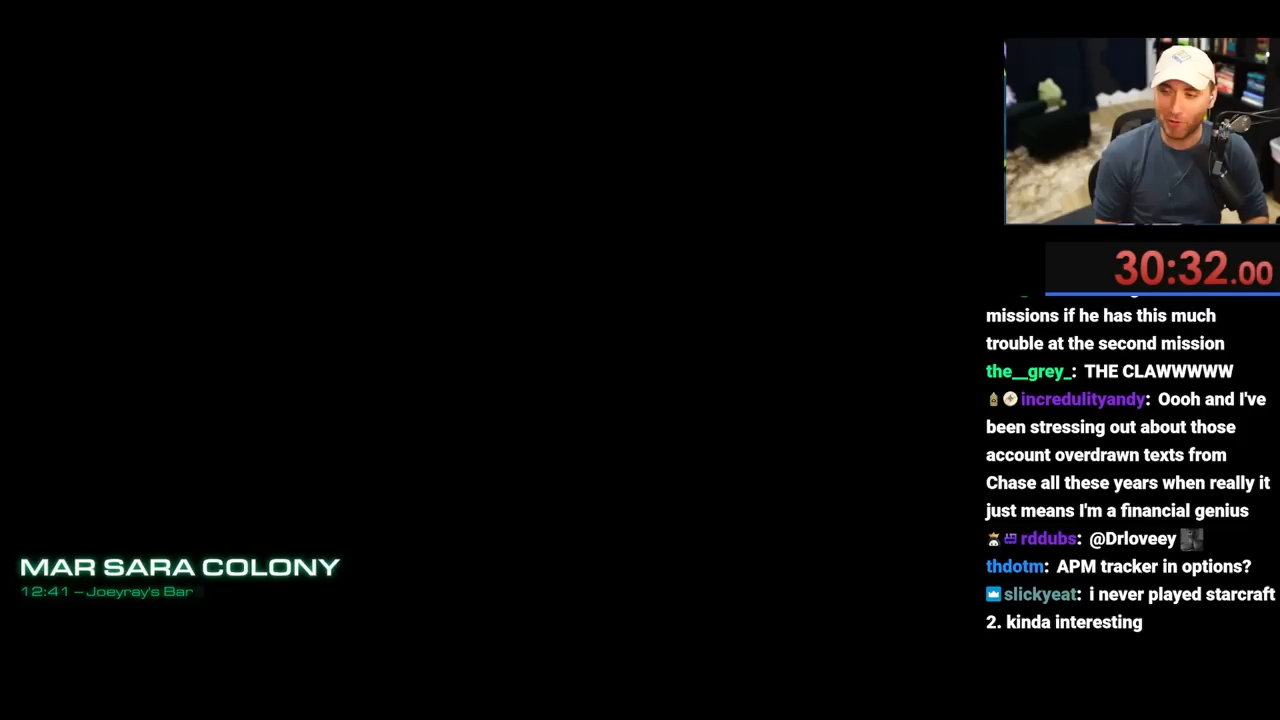 30:32.00
missions if he has this much
trouble at the second mission
the__grey_: THE CLAWWWWW
incredulityandy: Oooh and I've
been stressing out about those
account overdrawn texts from
Chase all these years when really it
just means I'm a financial genius
rddubs: @Drloveey
thdotm: APM tracker in options?
slickyeat: i never played starcraft
2. kinda interesting
MAR SARA COLONY
12:41 – Joeyray's Bar